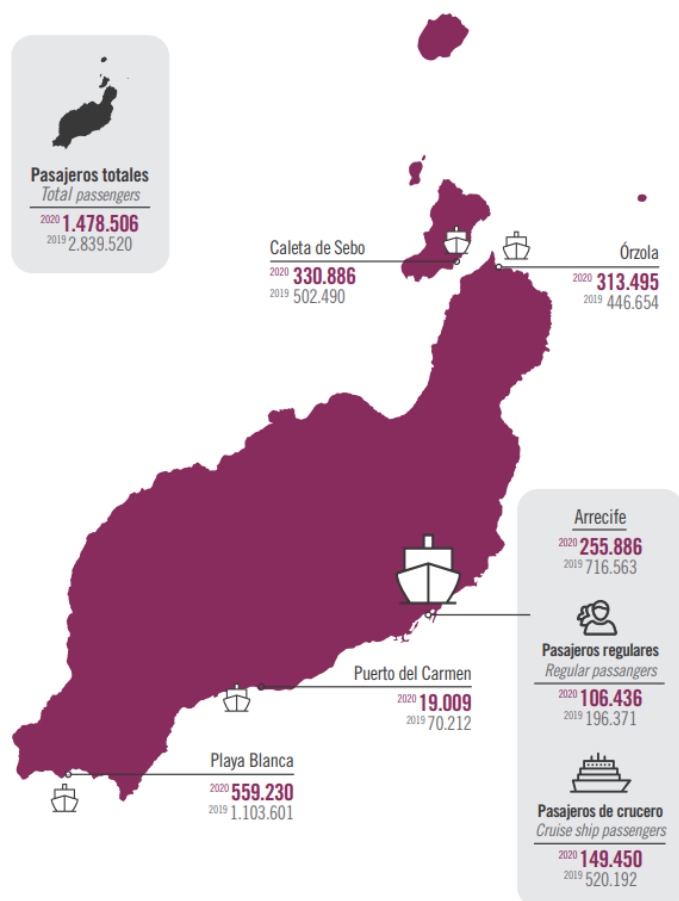 Pasajeros totales
Total passengers
2020 1.478.506
2019 2.839.520
Caleta de Sebo
2020 330.886
2019 502.490
Órzola
2020 313.495
2019 446.654
Arrecife
2020 255.886
2019 716.563
Pasajeros regulares
Regular passangers
2020 106.436
2019 196.371
Pasajeros de crucero
Cruise ship passengers
2020 149.450
2019 520.192
Puerto del Carmen
2020 19.009
2019 70.212
Playa Blanca
2020 559.230
2019 1.103.601